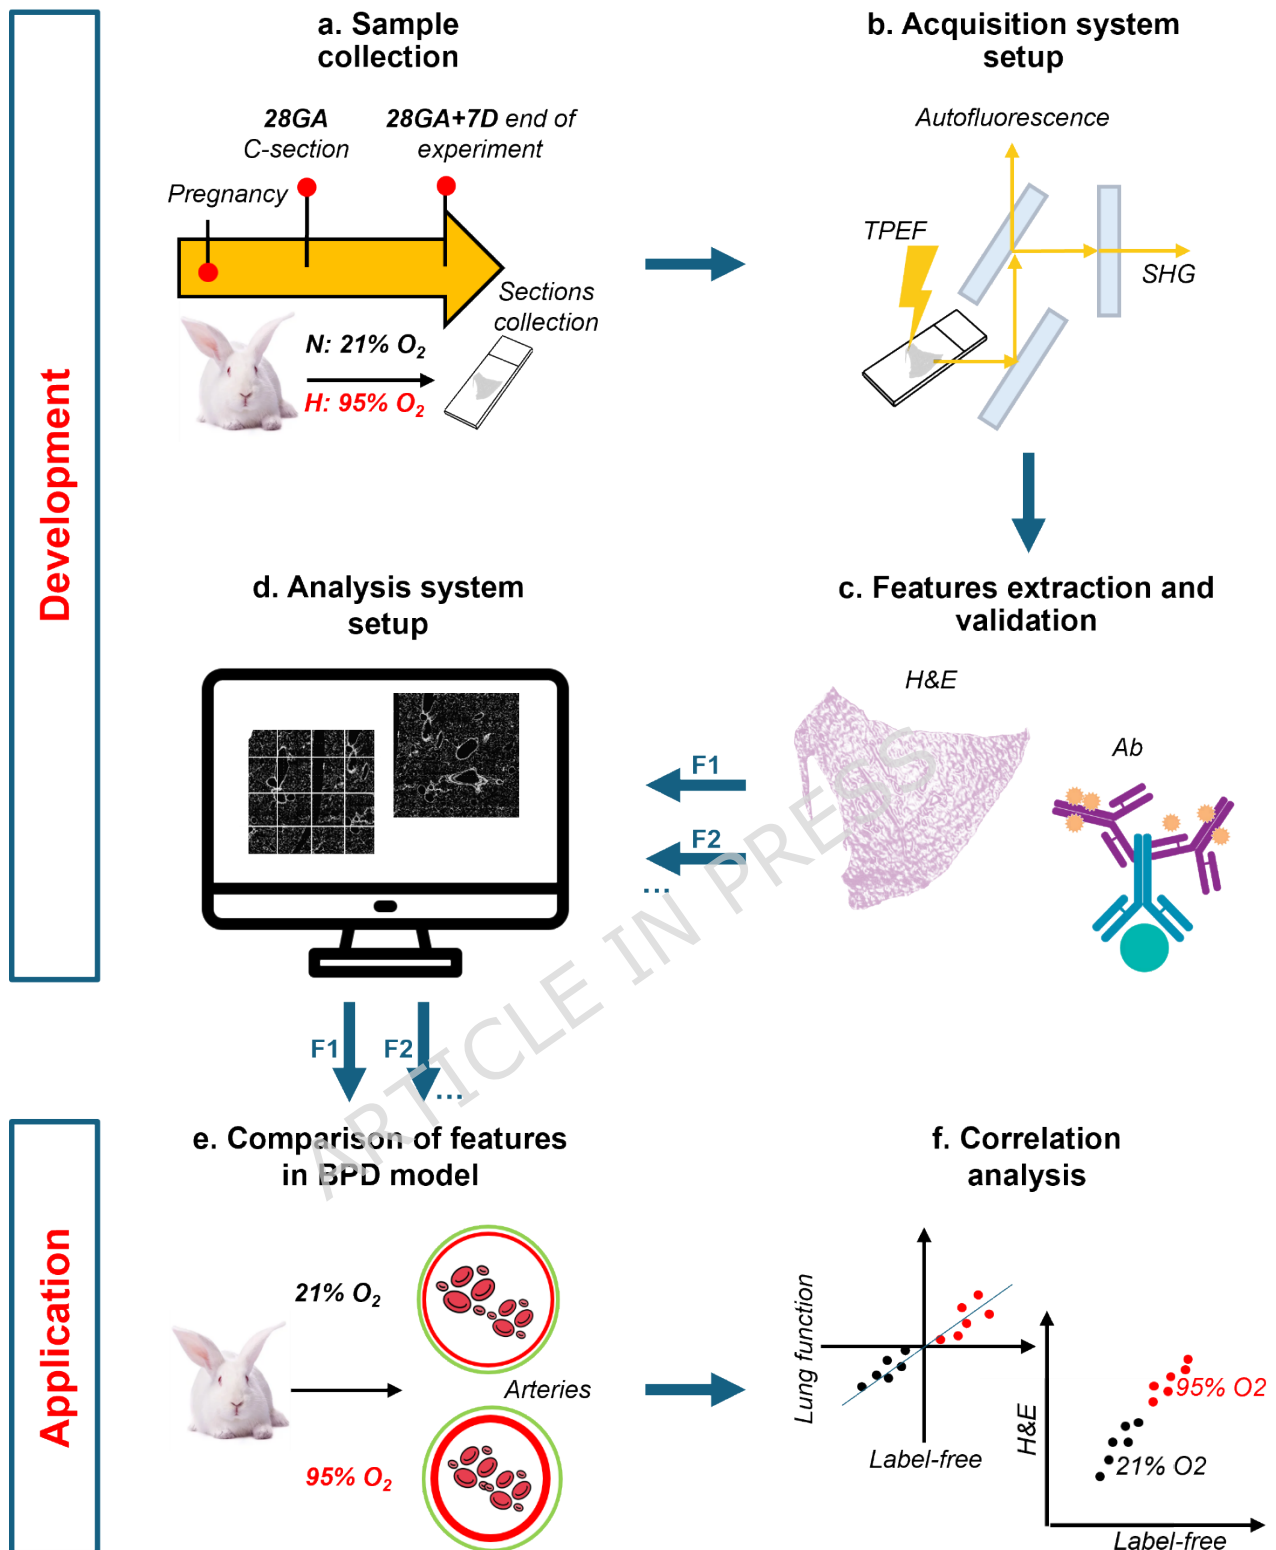 Development
a. Sample
collection
28GA
C-section
28GA+7D end of
experiment
Pregnancy
Sections
collection
N: 21% O₂
H: 95% O₂
b. Acquisition system
setup
Autofluorescence
TPEF
SHG
c. Features extraction and
validation
H&E
Ab
F1
F2
...
d. Analysis system
setup
F1
F2
...
ARTICLE IN PRESS
Application
e. Comparison of features
in BPD model
21% O₂
Arteries
95% O₂
f. Correlation
analysis
Lung function
Label-free
H&E
95% O2
21% O2
Label-free